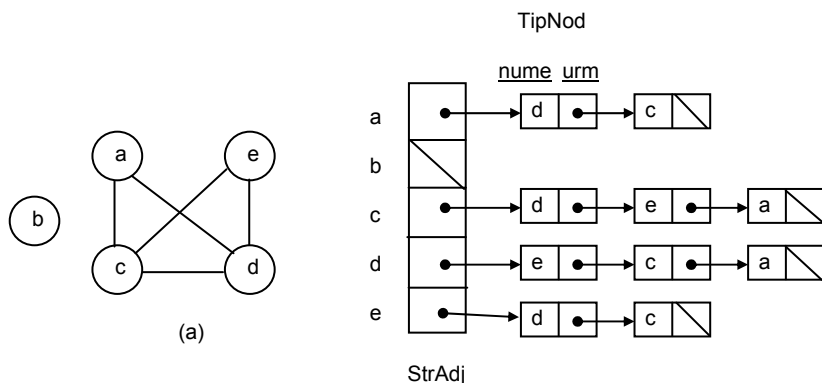 TipNod
nume urm
a d c
b
c d e a
d e c a
e d c
StrAdj
a e
b
c d
(a)